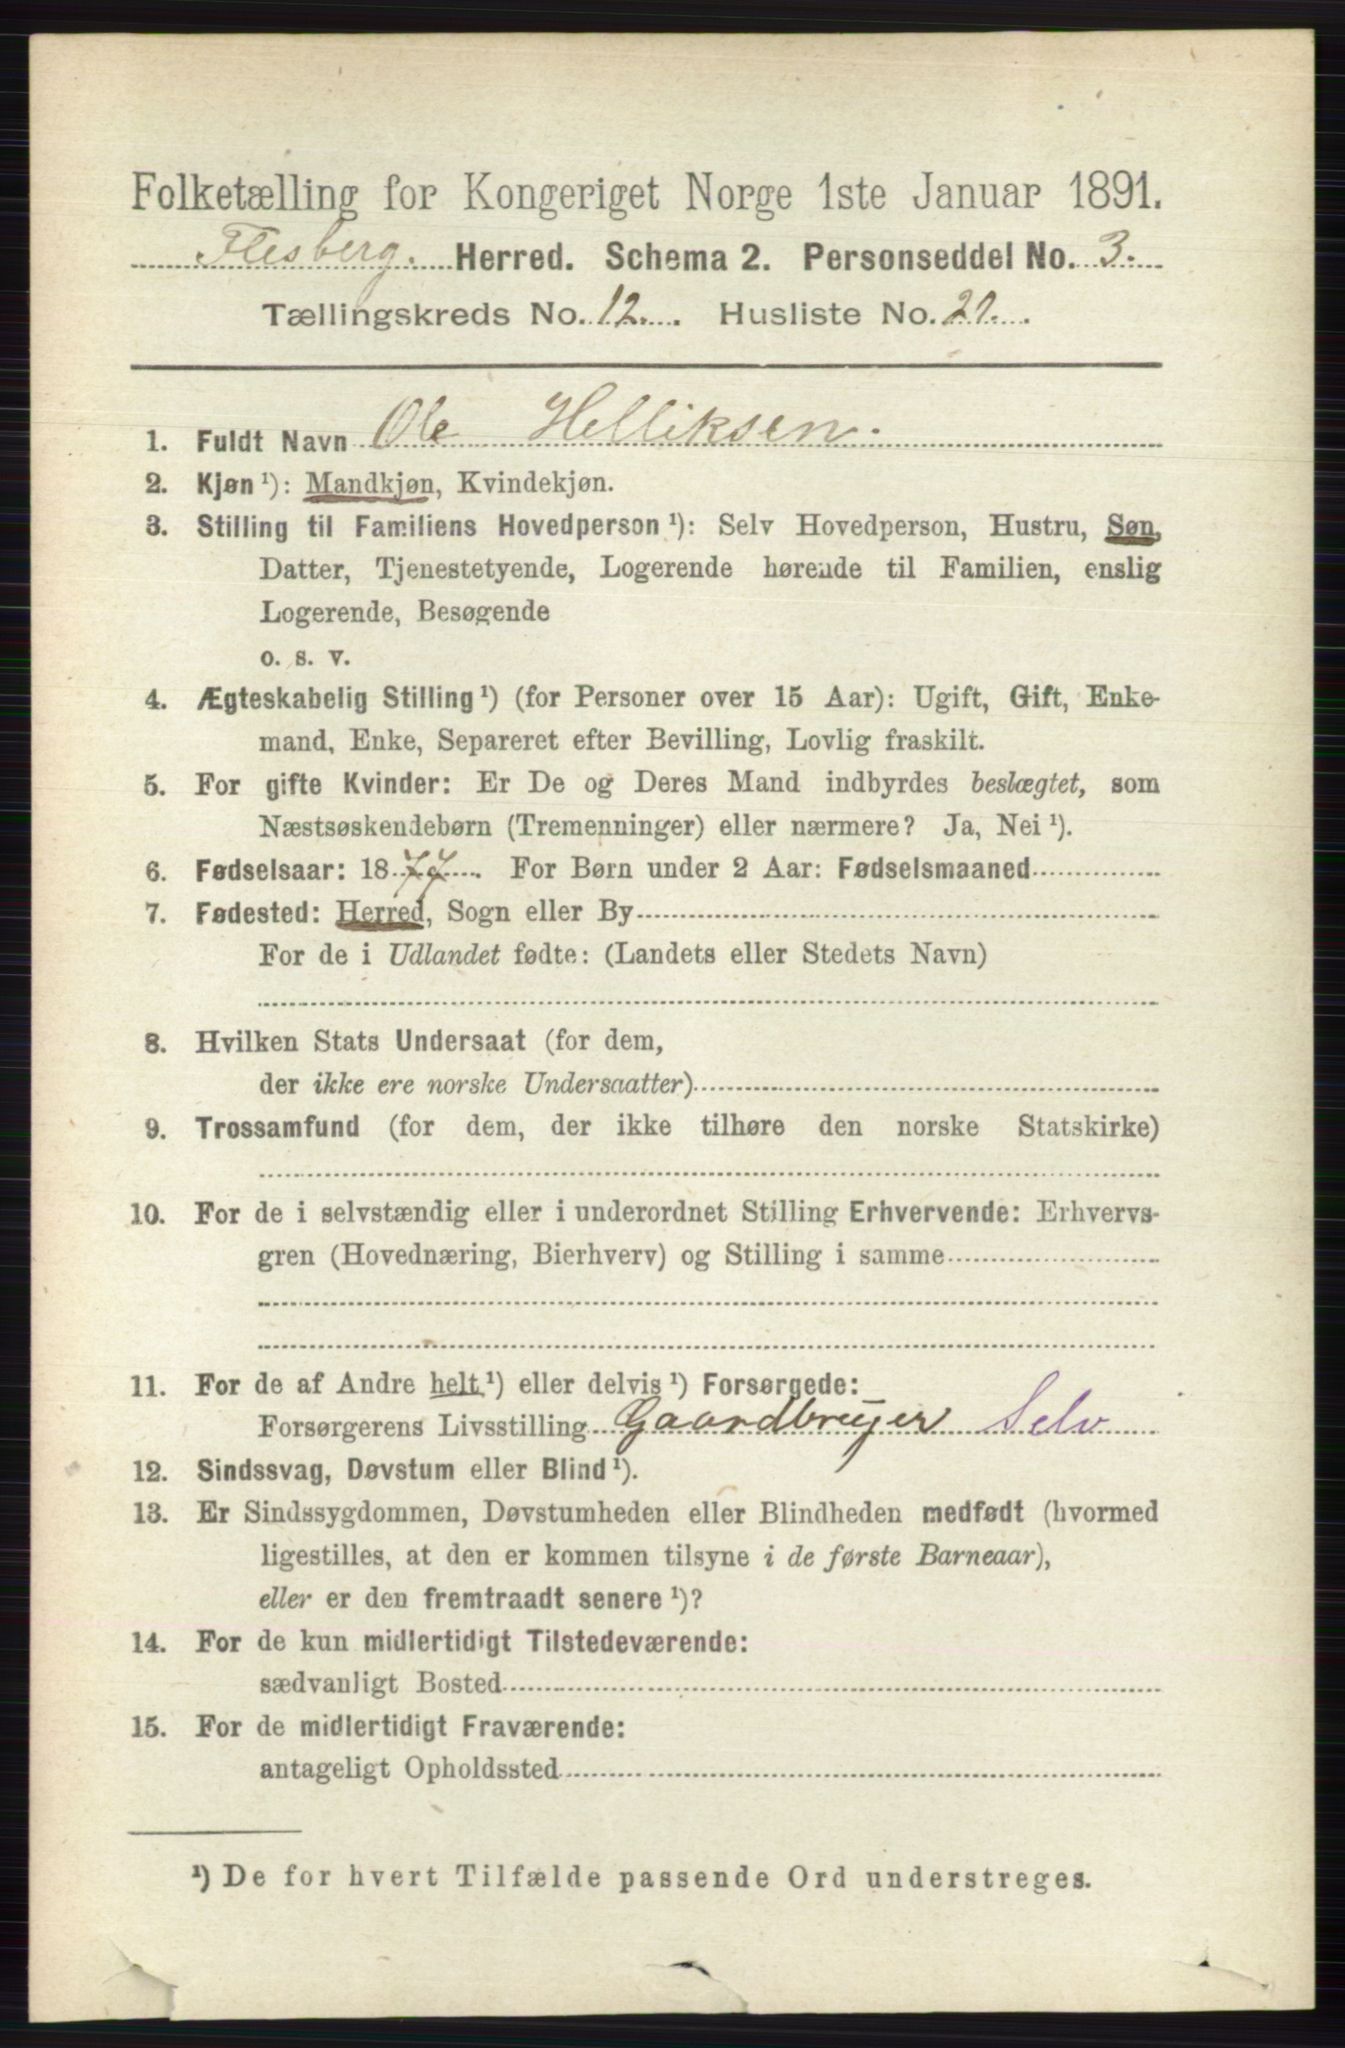 Folketælling for Kongeriget Norge 1ste Januar 1891.
Flesberg. Herred. Schema 2. Personseddel No. 3.
Tællingskreds No. 12. Husliste No. 21.
1. Fuldt Navn Ole Helliksen.
2. Kjøn ¹): Mandkjøn, Kvindekjøn.
3. Stilling til Familiens Hovedperson ¹): Selv Hovedperson, Hustru, Søn,
Datter, Tjenestetyende, Logerende hørende til Familien, enslig
Logerende, Besøgende
o. s. v.
4. Ægteskabelig Stilling ¹) (for Personer over 15 Aar): Ugift, Gift, Enke-
mand, Enke, Separeret efter Bevilling, Lovlig fraskilt.
5. For gifte Kvinder: Er De og Deres Mand indbyrdes beslægtet, som
Næstsøskendebørn (Tremenninger) eller nærmere? Ja, Nei ¹).
6. Fødselsaar: 1877. For Børn under 2 Aar: Fødselsmaaned
7. Fødested: Herred, Sogn eller By
For de i Udlandet fødte: (Landets eller Stedets Navn)
8. Hvilken Stats Undersaat (for dem,
der ikke ere norske Undersaatter)
9. Trossamfund (for dem, der ikke tilhøre den norske Statskirke)
10. For de i selvstændig eller i underordnet Stilling Erhvervende: Erhvervs-
gren (Hovednæring, Bierhverv) og Stilling i samme
11. For de af Andre helt ¹) eller delvis ¹) Forsørgede:
Forsørgerens Livsstilling Gaardbruger Selv
12. Sindssvag, Døvstum eller Blind ¹).
13. Er Sindssygdommen, Døvstumheden eller Blindheden medfødt (hvormed
ligestilles, at den er kommen tilsyne i de første Barneaar),
eller er den fremtraadt senere ¹)?
14. For de kun midlertidigt Tilstedeværende:
sædvanligt Bosted
15. For de midlertidigt Fraværende:
antageligt Opholdssted
¹) De for hvert Tilfælde passende Ord understreges.